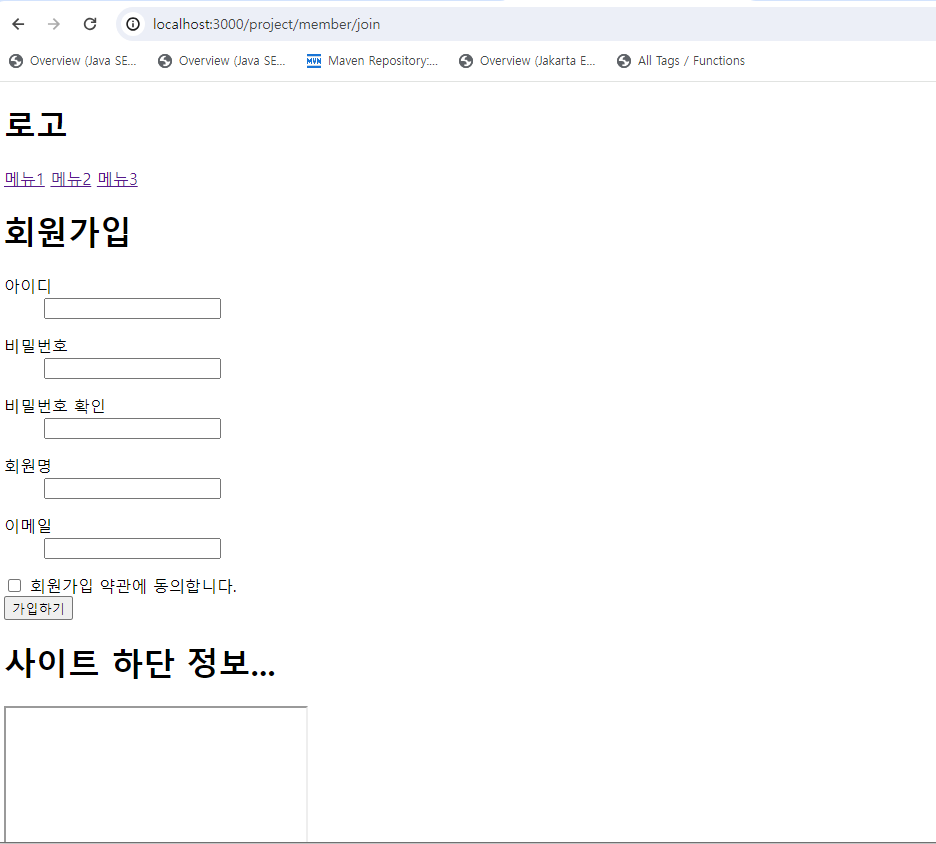 localhost:3000/project/member/join
Overview (Java SE... Overview (Java SE... MVN Maven Repository:... Overview (Jakarta E... All Tags / Functions
로고
메뉴1 메뉴2 메뉴3
회원가입
아이디
비밀번호
비밀번호 확인
회원명
이메일
회원가입 약관에 동의합니다.
가입하기
사이트 하단 정보...